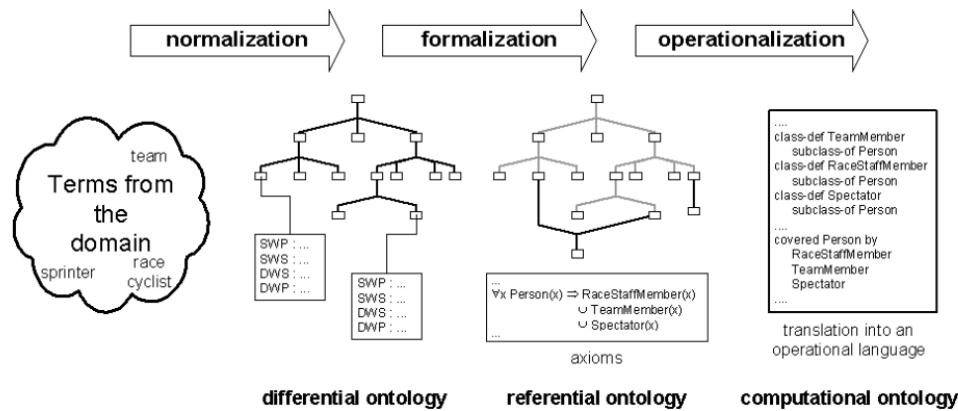 normalization
formalization
operationalization
team
Terms from
the
domain
sprinter
race
cyclist
SWP : ...
SWS : ...
DWS : ...
DWP : ...
SWP : ...
SWS : ...
DWS : ...
DWP : ...
...
∀x Person(x) ⇒ RaceStaffMember(x)
∪ TeamMember(x)
∪ Spectator(x)
...
axioms
....
class-def TeamMember
subclass-of Person
class-def RaceStaffMember
subclass-of Person
class-def Spectator
subclass-of Person
....
covered Person by
RaceStaffMember
TeamMember
Spectator
....
translation into an
operational language
differential ontology
referential ontology
computational ontology